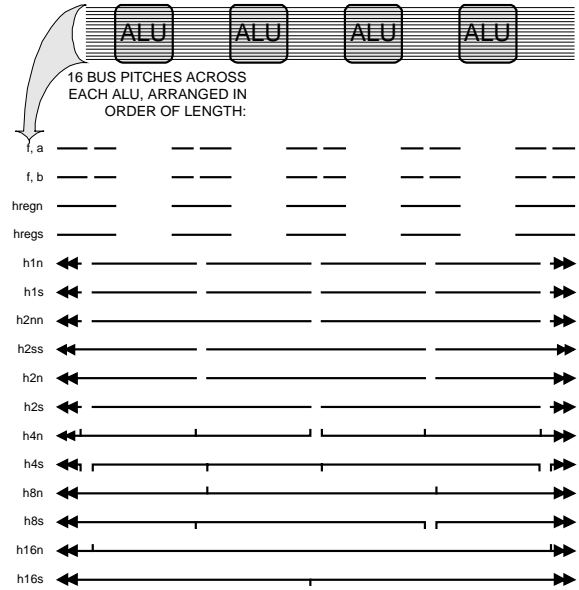 ALU ALU ALU ALU
16 BUS PITCHES ACROSS
EACH ALU, ARRANGED IN
ORDER OF LENGTH:
f, a
f, b
hregn
hregs
h1n
h1s
h2nn
h2ss
h2n
h2s
h4n
h4s
h8n
h8s
h16n
h16s